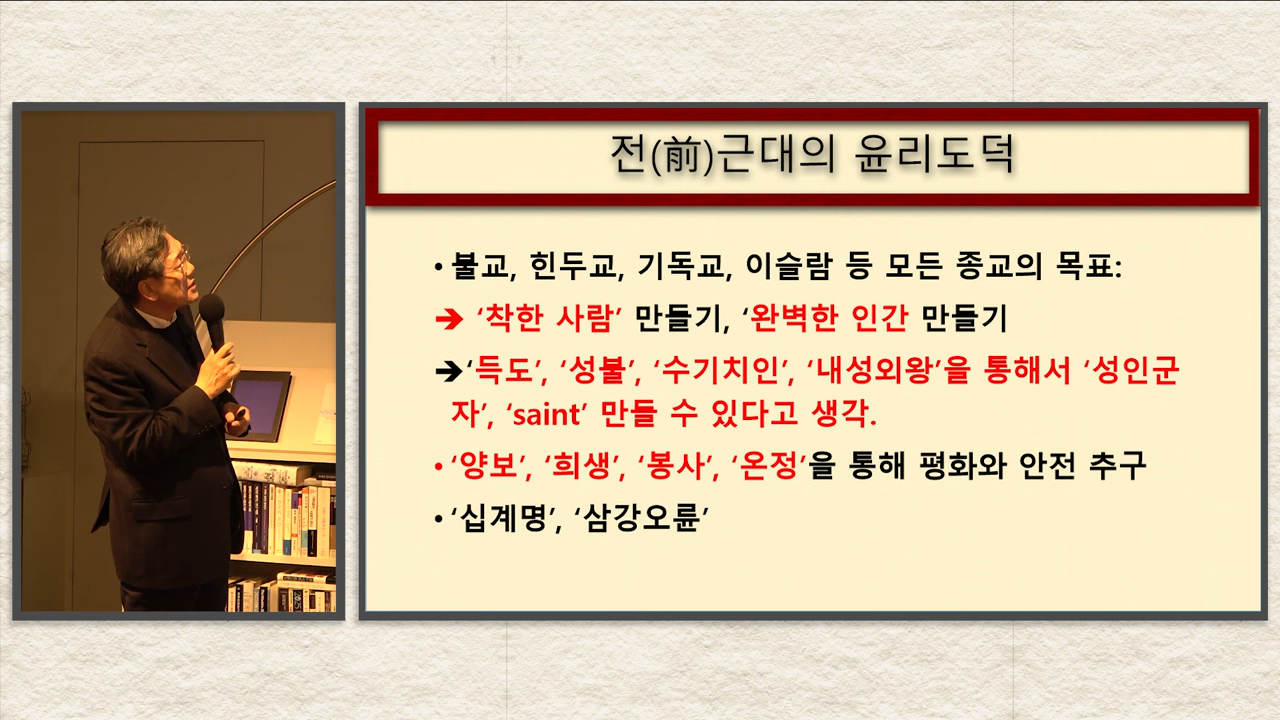 전(前)근대의 윤리도덕
• 불교, 힌두교, 기독교, 이슬람 등 모든 종교의 목표:
➔ ‘착한 사람’ 만들기, ‘완벽한 인간 만들기
➔‘득도’, ‘성불’, ‘수기치인’, ‘내성외왕’을 통해서 ‘성인군
자’, ‘saint’ 만들 수 있다고 생각.
• ‘양보’, ‘희생’, ‘봉사’, ‘온정’을 통해 평화와 안전 추구
• ‘십계명’, ‘삼강오륜’